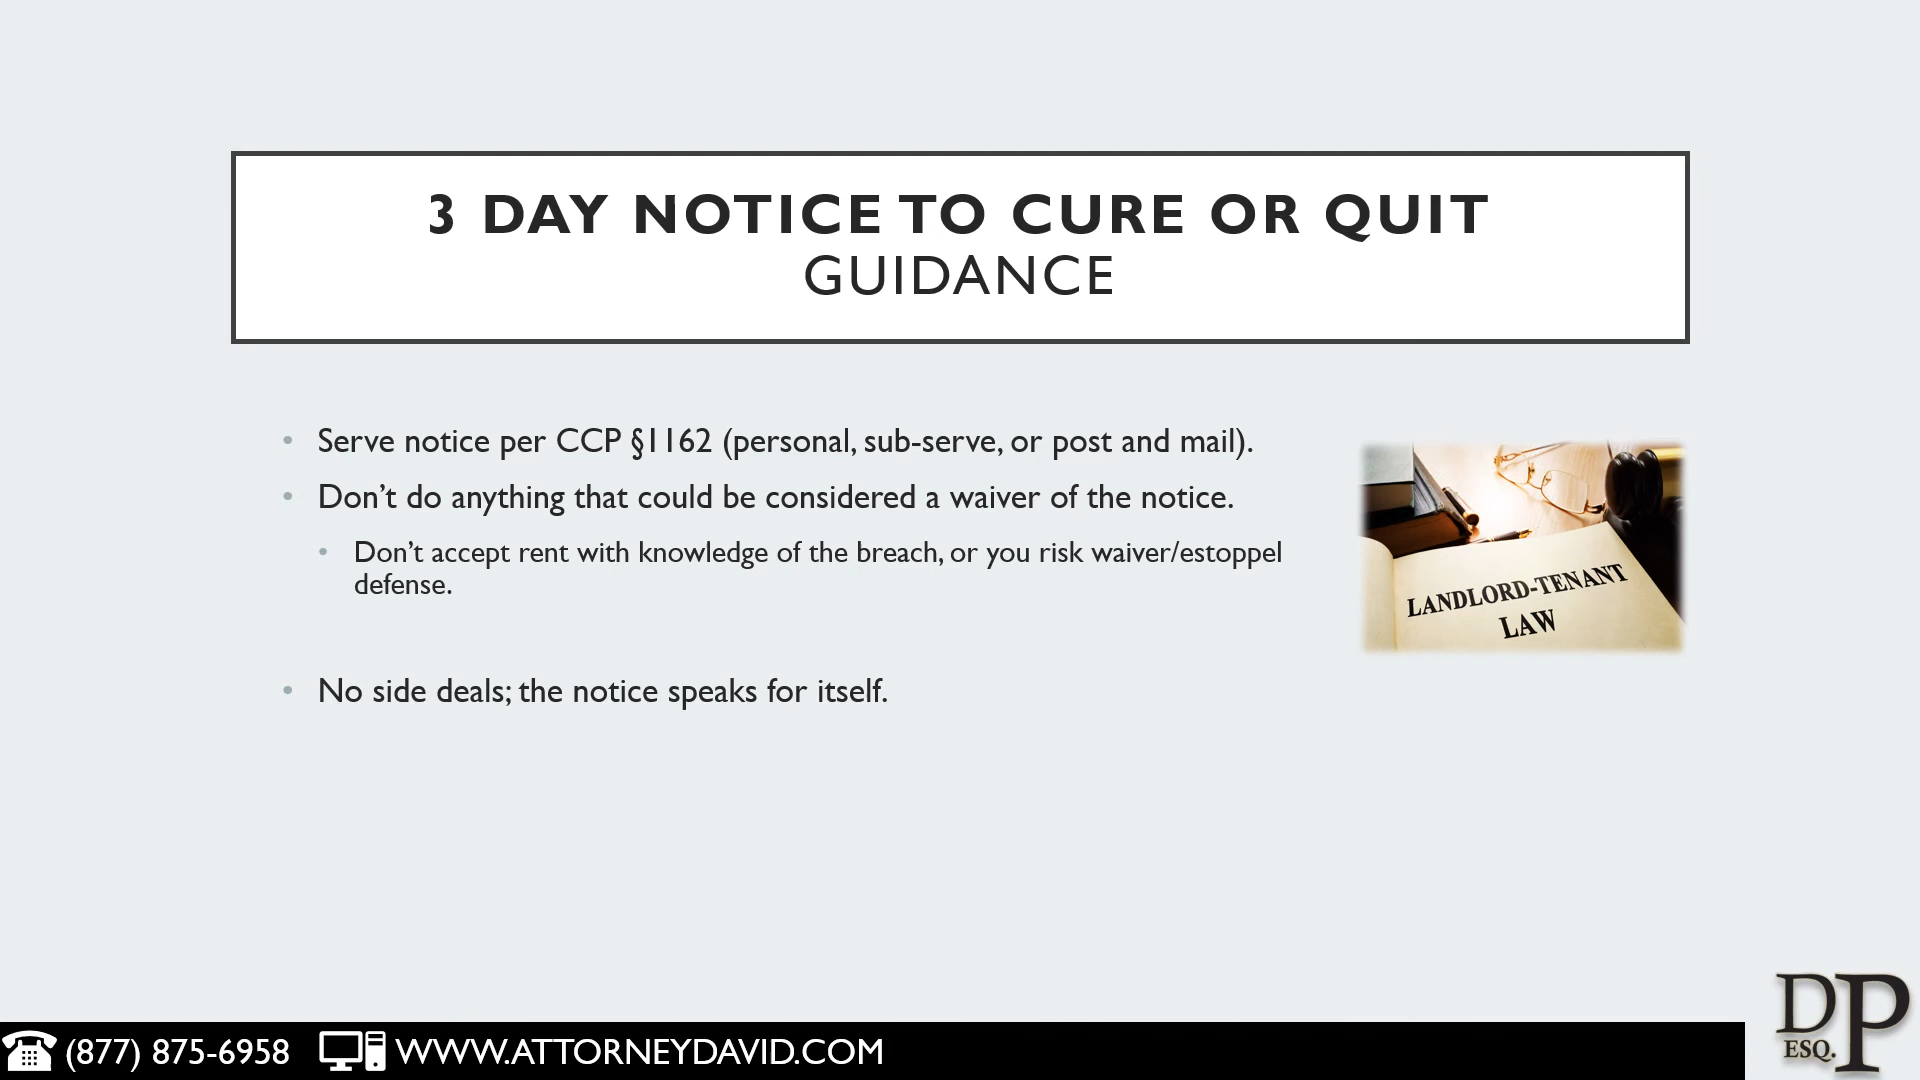 3 DAY NOTICE TO CURE OR QUIT
GUIDANCE
• Serve notice per CCP §1162 (personal, sub-serve, or post and mail).
• Don’t do anything that could be considered a waiver of the notice.
• Don’t accept rent with knowledge of the breach, or you risk waiver/estoppel
defense.
LANDLORD-TENANT
LAW
• No side deals; the notice speaks for itself.
(877) 875-6958 WWW.ATTORNEYDAVID.COM
DP
ESQ.